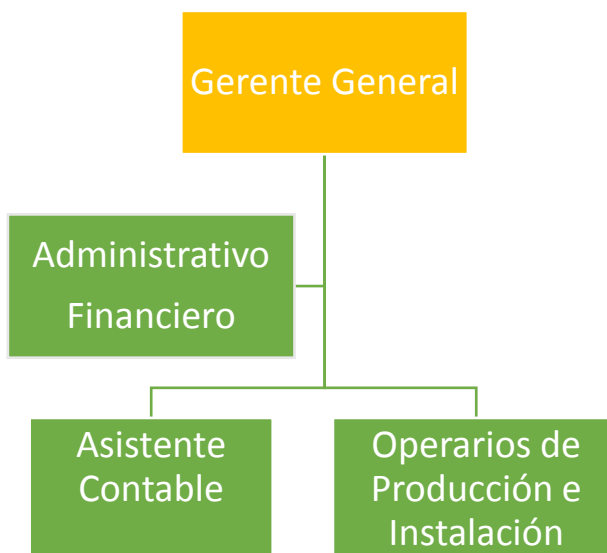 Gerente General
Administrativo
Financiero
Asistente
Contable
Operarios de
Producción e
Instalación